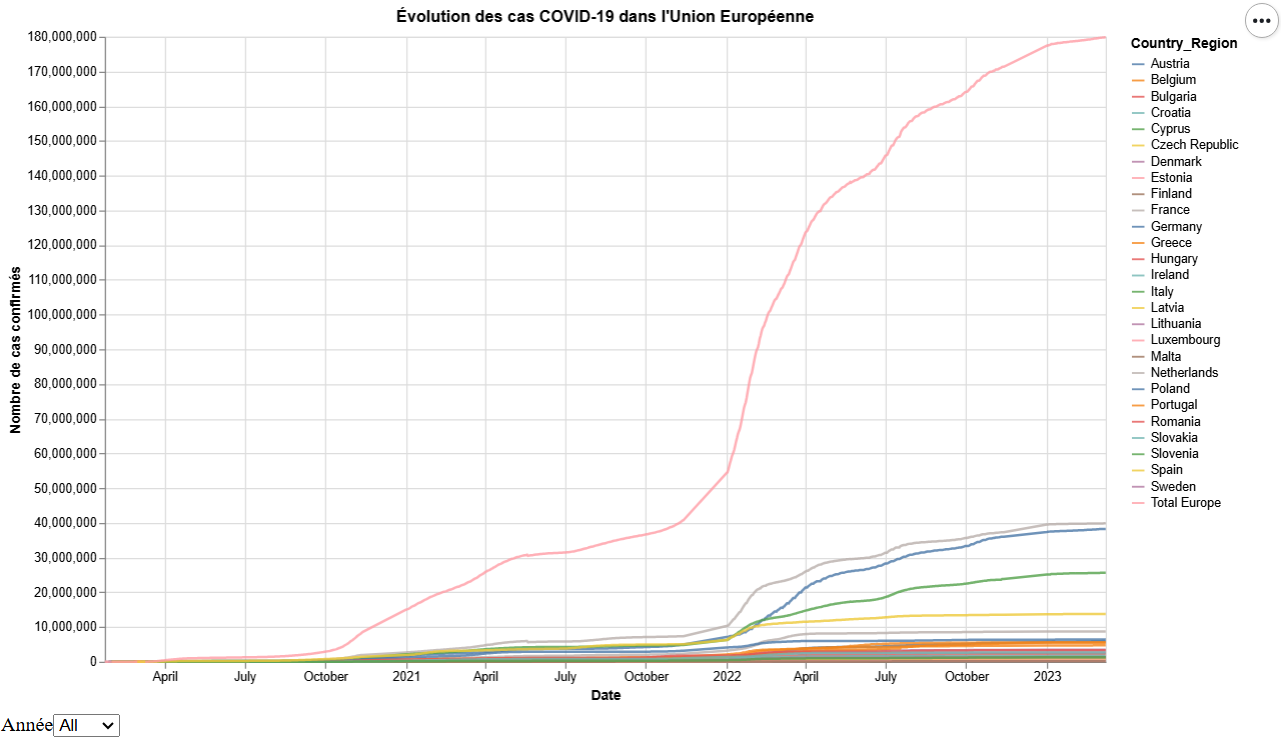 Évolution des cas COVID-19 dans l'Union Européenne
Nombre de cas confirmés
180,000,000
170,000,000
160,000,000
150,000,000
140,000,000
130,000,000
120,000,000
110,000,000
100,000,000
90,000,000
80,000,000
70,000,000
60,000,000
50,000,000
40,000,000
30,000,000
20,000,000
10,000,000
0
April July October 2021 April July October 2022 April July October 2023
Date
Country_Region
Austria
Belgium
Bulgaria
Croatia
Cyprus
Czech Republic
Denmark
Estonia
Finland
France
Germany
Greece
Hungary
Ireland
Italy
Latvia
Lithuania
Luxembourg
Malta
Netherlands
Poland
Portugal
Romania
Slovakia
Slovenia
Spain
Sweden
Total Europe
Année All